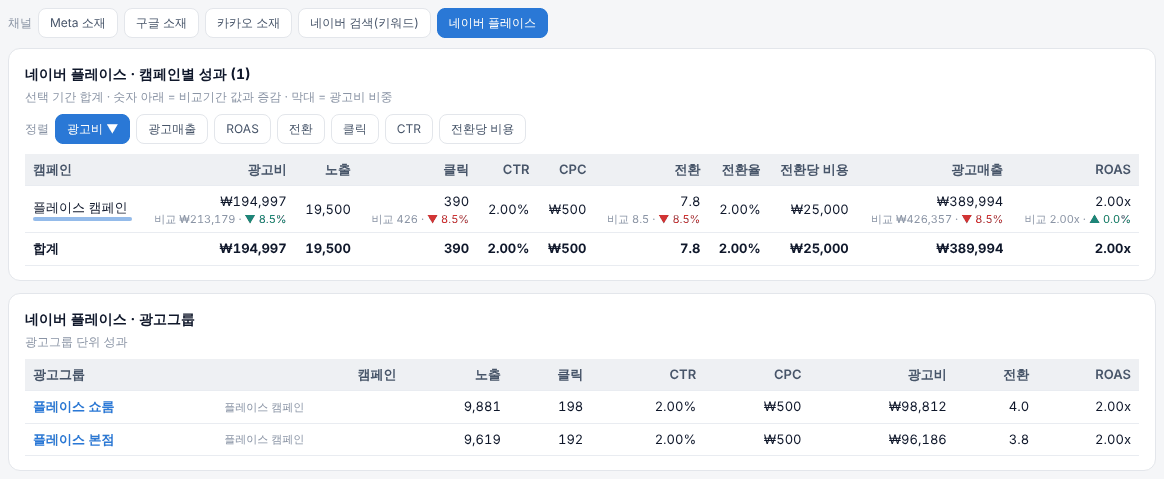 채널 Meta 소재 구글 소재 카카오 소재 네이버 검색(키워드) 네이버 플레이스
네이버 플레이스 · 캠페인별 성과 (1)
선택 기간 합계 · 숫자 아래 = 비교기간 값과 증감 · 막대 = 광고비 비중
정렬 광고비 ▼ 광고매출 ROAS 전환 클릭 CTR 전환당 비용
캠페인 광고비 노출 클릭 CTR CPC 전환 전환율 전환당 비용 광고매출 ROAS
플레이스 캠페인 ₩194,997 19,500 390 2.00% ₩500 7.8 2.00% ₩25,000 ₩389,994 2.00x
비교 ₩213,179 · ▼ 8.5% 비교 426 · ▼ 8.5% 비교 8.5 · ▼ 8.5% 비교 ₩426,357 · ▼ 8.5% 비교 2.00x · ▲ 0.0%
합계 ₩194,997 19,500 390 2.00% ₩500 7.8 2.00% ₩25,000 ₩389,994 2.00x
네이버 플레이스 · 광고그룹
광고그룹 단위 성과
광고그룹 캠페인 노출 클릭 CTR CPC 광고비 전환 ROAS
플레이스 쇼룸 플레이스 캠페인 9,881 198 2.00% ₩500 ₩98,812 4.0 2.00x
플레이스 본점 플레이스 캠페인 9,619 192 2.00% ₩500 ₩96,186 3.8 2.00x